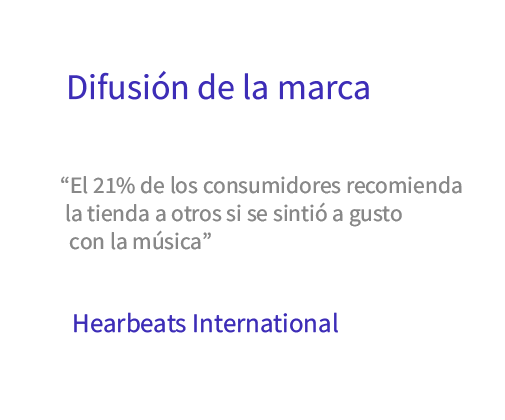 Difusión de la marca
“El 21% de los consumidores recomienda
la tienda a otros si se sintió a gusto
con la música”
Hearbeats International